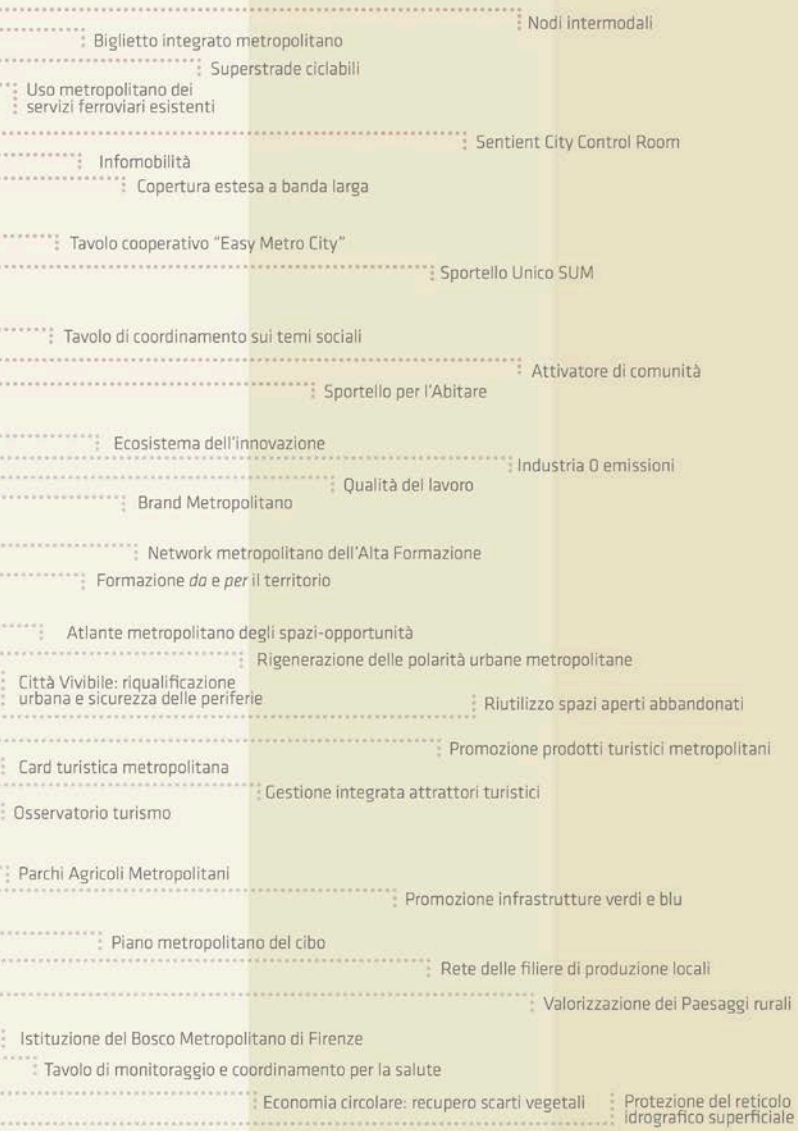 Nodi intermodali
Biglietto integrato metropolitano
Superstrade ciclabili
Uso metropolitano dei
servizi ferroviari esistenti
Sentient City Control Room
Infomobilità
Copertura estesa a banda larga
Tavolo cooperativo “Easy Metro City”
Sportello Unico SUM
Tavolo di coordinamento sui temi sociali
Attivatore di comunità
Sportello per l'Abitare
Ecosistema dell'innovazione
Industria 0 emissioni
Qualità del lavoro
Brand Metropolitano
Network metropolitano dell'Alta Formazione
Formazione da e per il territorio
Atlante metropolitano degli spazi-opportunità
Rigenerazione delle polarità urbane metropolitane
Città Vivibile: riqualificazione
urbana e sicurezza delle periferie
Riutilizzo spazi aperti abbandonati
Promozione prodotti turistici metropolitani
Card turistica metropolitana
Gestione integrata attrattori turistici
Osservatorio turismo
Parchi Agricoli Metropolitani
Promozione infrastrutture verdi e blu
Piano metropolitano del cibo
Rete delle filiere di produzione locali
Valorizzazione dei Paesaggi rurali
Istituzione del Bosco Metropolitano di Firenze
Tavolo di monitoraggio e coordinamento per la salute
Economia circolare: recupero scarti vegetali
Protezione del reticolo
idrografico superficiale